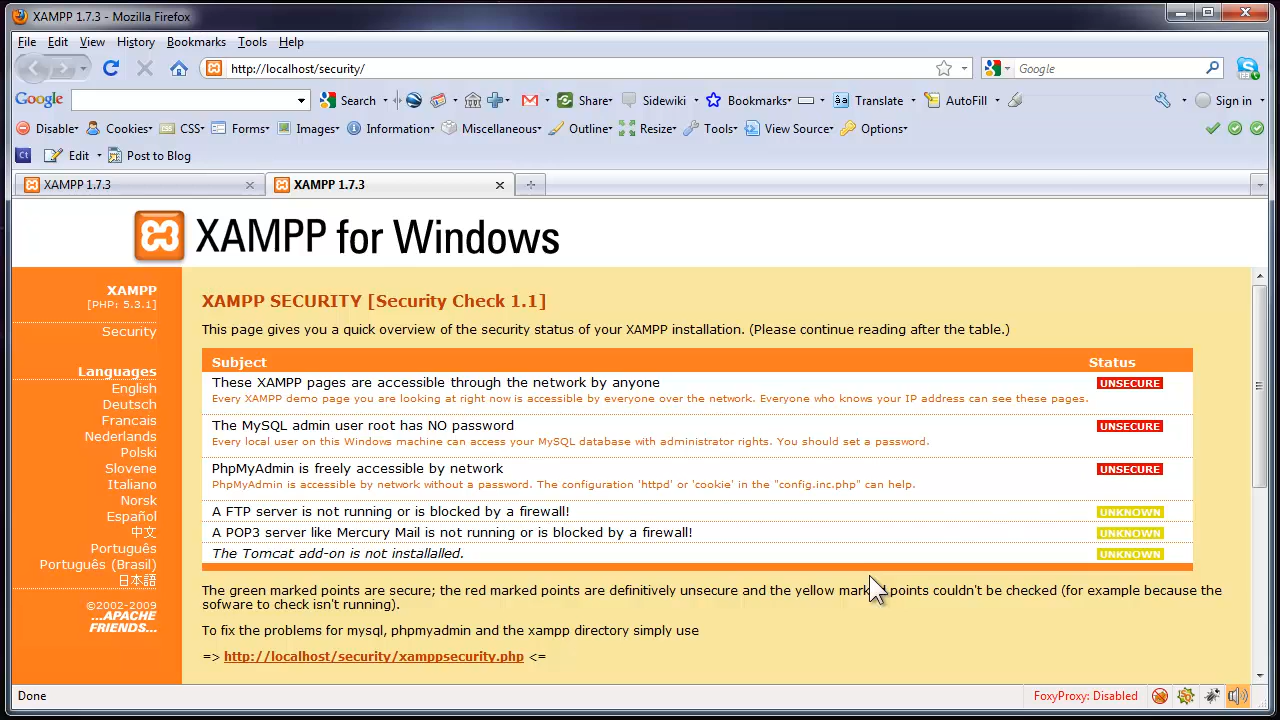 XAMPP 1.7.3 - Mozilla Firefox
File Edit View History Bookmarks Tools Help
http://localhost/security/
Google
Google Search Share Sidewiki Bookmarks Translate AutoFill Sign in
Disable Cookies CSS Forms Images Information Miscellaneous Outline Resize Tools View Source Options
Ct Edit Post to Blog
XAMPP 1.7.3
XAMPP 1.7.3
XAMPP for Windows
XAMPP
[PHP: 5.3.1]
Security
Languages
English
Deutsch
Francais
Nederlands
Polski
Slovene
Italiano
Norsk
Español
中文
Português
Português (Brasil)
日本語
©2002-2009
...APACHE
FRIENDS...
XAMPP SECURITY [Security Check 1.1]
This page gives you a quick overview of the security status of your XAMPP installation. (Please continue reading after the table.)
Subject Status
These XAMPP pages are accessible through the network by anyone UNSECURE
Every XAMPP demo page you are looking at right now is accessible by everyone over the network. Everyone who knows your IP address can see these pages.
The MySQL admin user root has NO password UNSECURE
Every local user on this Windows machine can access your MySQL database with administrator rights. You should set a password.
PhpMyAdmin is freely accessible by network UNSECURE
PhpMyAdmin is accessible by network without a password. The configuration 'httpd' or 'cookie' in the "config.inc.php" can help.
A FTP server is not running or is blocked by a firewall! UNKNOWN
A POP3 server like Mercury Mail is not running or is blocked by a firewall! UNKNOWN
The Tomcat add-on is not installalled. UNKNOWN
The green marked points are secure; the red marked points are definitively unsecure and the yellow marked points couldn't be checked (for example because the
sofware to check isn't running).
To fix the problems for mysql, phpmyadmin and the xampp directory simply use
=> http://localhost/security/xamppsecurity.php <=
Done
FoxyProxy: Disabled